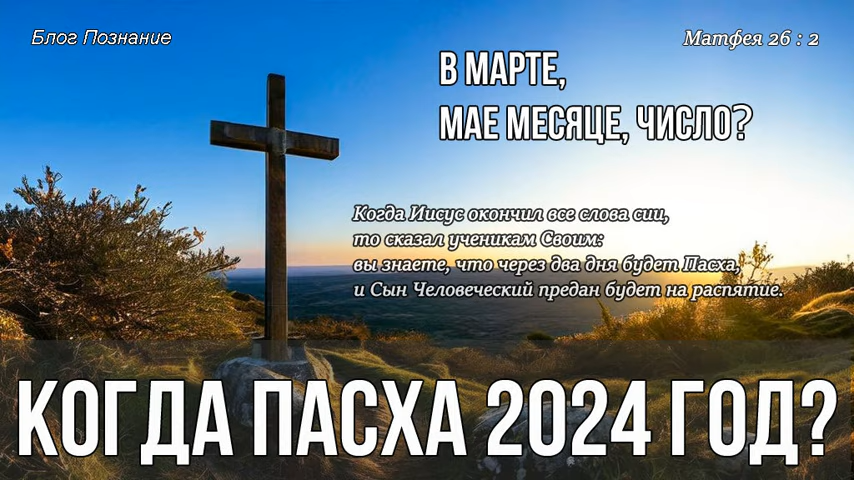 Блог Познание
Матфея 26 : 2
В МАРТЕ,
МАЕ МЕСЯЦЕ, ЧИСЛО?
Когда Иисус окончил все слова сии,
то сказал ученикам Своим:
вы знаете, что через два дня будет Пасха,
и Сын Человеческий предан будет на распятие.
КОГДА ПАСХА 2024 ГОД?